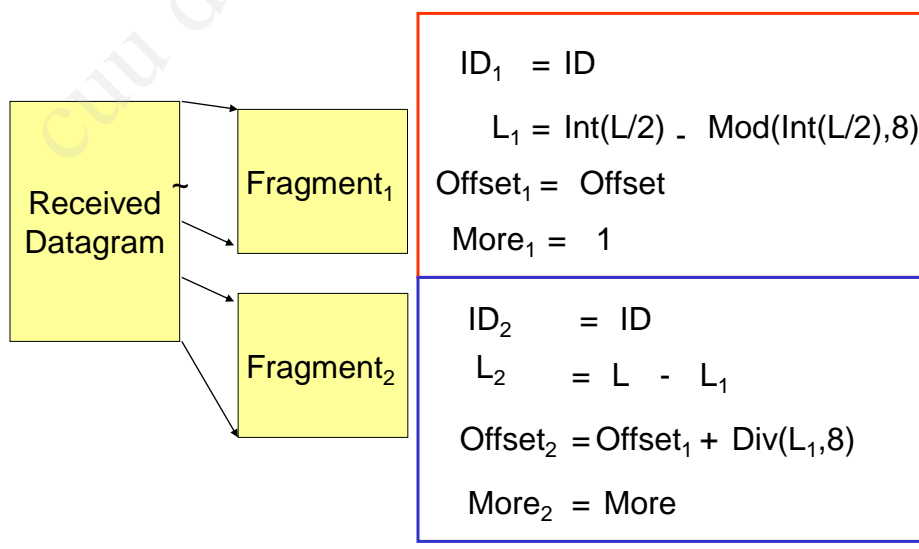 cuu d
Received
Datagram
~
Fragment₁
Fragment₂
ID₁ = ID
L₁ = Int(L/2) - Mod(Int(L/2),8)
Offset₁ = Offset
More₁ = 1
ID₂ = ID
L₂ = L - L₁
Offset₂ = Offset₁ + Div(L₁,8)
More₂ = More